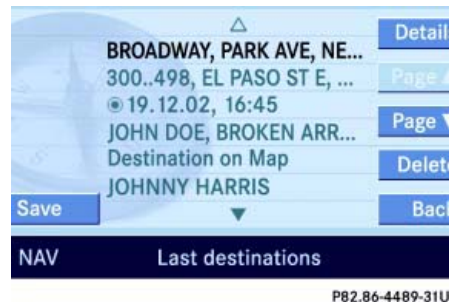 BROADWAY, PARK AVE, NE...
Detail
300..498, EL PASO ST E, ...
Page
19.12.02, 16:45
JOHN DOE, BROKEN ARR...
Page ▼
Destination on Map
Delete
JOHNNY HARRIS
Save
Back
NAV Last destinations
P82.86-4489-31U